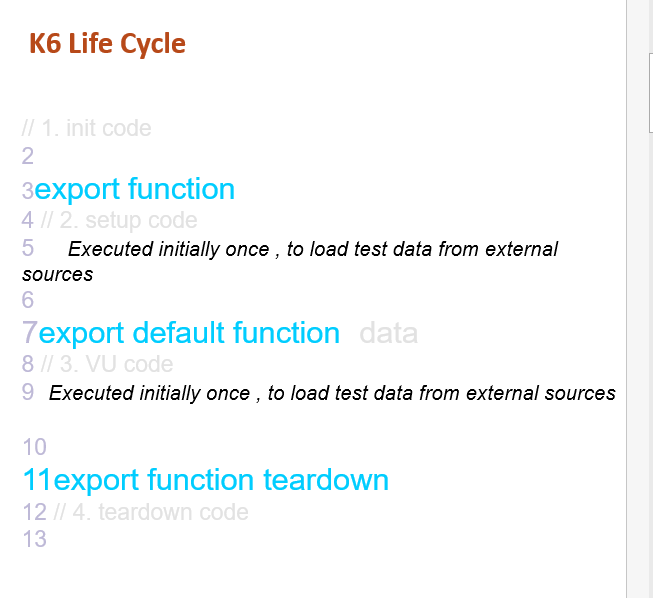 K6 Life Cycle
// 1. init code
2
3export function
4 // 2. setup code
5 Executed initially once , to load test data from external
sources
6
7export default function data
8 // 3. VU code
9 Executed initially once , to load test data from external sources
10
11export function teardown
12 // 4. teardown code
13